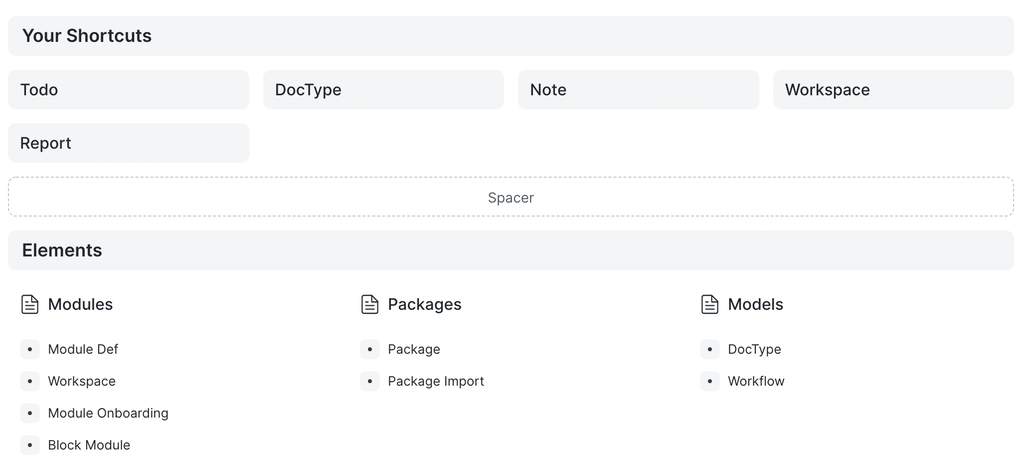 Your Shortcuts
Todo
DocType
Note
Workspace
Report
Spacer
Elements
Modules
Module Def
Workspace
Module Onboarding
Block Module
Packages
Package
Package Import
Models
DocType
Workflow